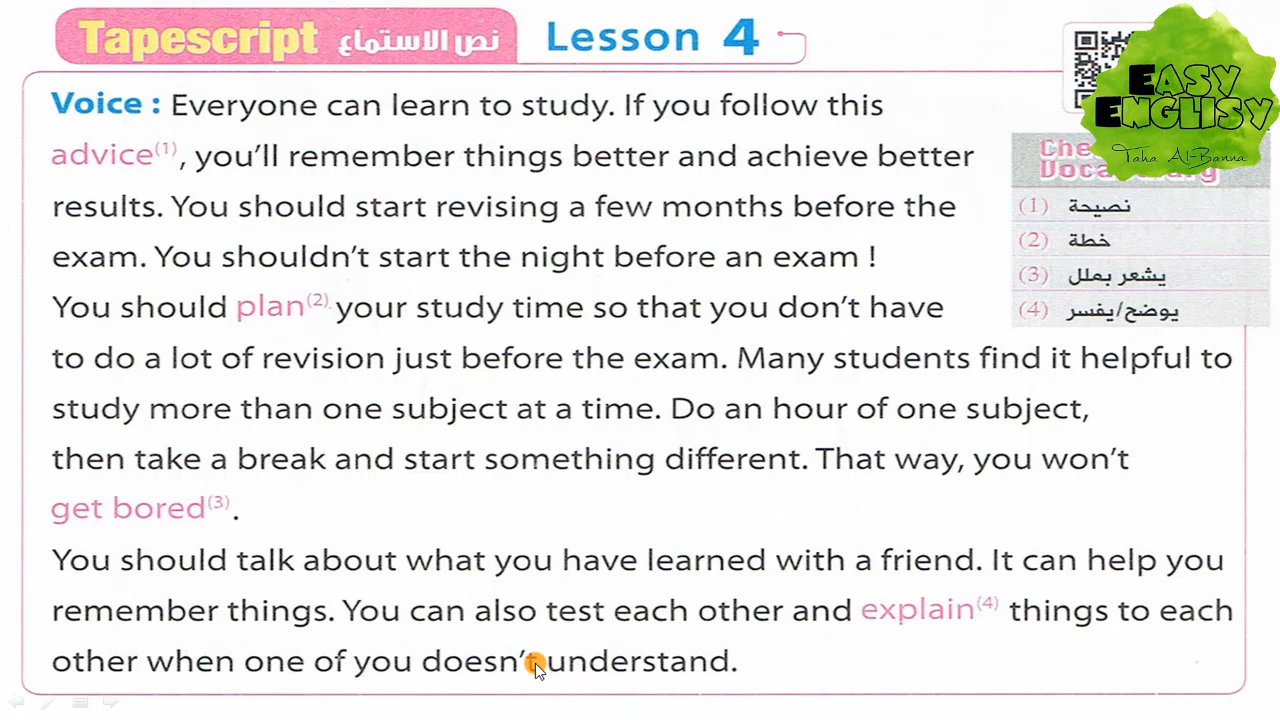 Tapescript نص الاستماع Lesson 4
EASY
ENGLISY
Taha Al-Banna
Voice : Everyone can learn to study. If you follow this
advice(1), you'll remember things better and achieve better
results. You should start revising a few months before the
exam. You shouldn't start the night before an exam !
You should plan(2). your study time so that you don't have
to do a lot of revision just before the exam. Many students find it helpful to
study more than one subject at a time. Do an hour of one subject,
then take a break and start something different. That way, you won't
get bored(3).
You should talk about what you have learned with a friend. It can help you
remember things. You can also test each other and explain(4) things to each
other when one of you doesn't understand.
(1) نصيحة
(2) خطة
(3) يشعر بملل
(4) يوضح/يفسر